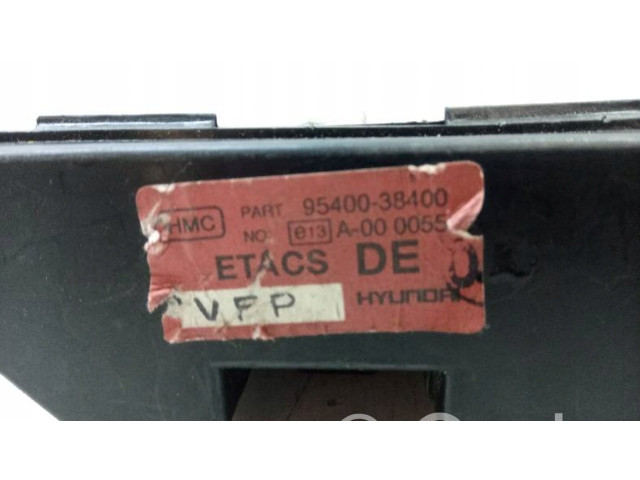 HMC PART 95400-38400
NO: e13 A-00 0055
ETACS DE
VFP HYUNDAI